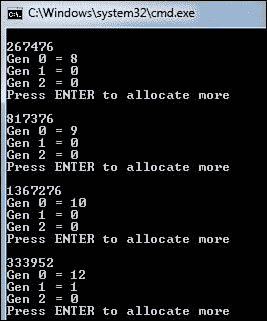 C:\Windows\system32\cmd.exe
267476
Gen 0 = 8
Gen 1 = 0
Gen 2 = 0
Press ENTER to allocate more
817376
Gen 0 = 9
Gen 1 = 0
Gen 2 = 0
Press ENTER to allocate more
1367276
Gen 0 = 10
Gen 1 = 0
Gen 2 = 0
Press ENTER to allocate more
333952
Gen 0 = 12
Gen 1 = 1
Gen 2 = 0
Press ENTER to allocate more